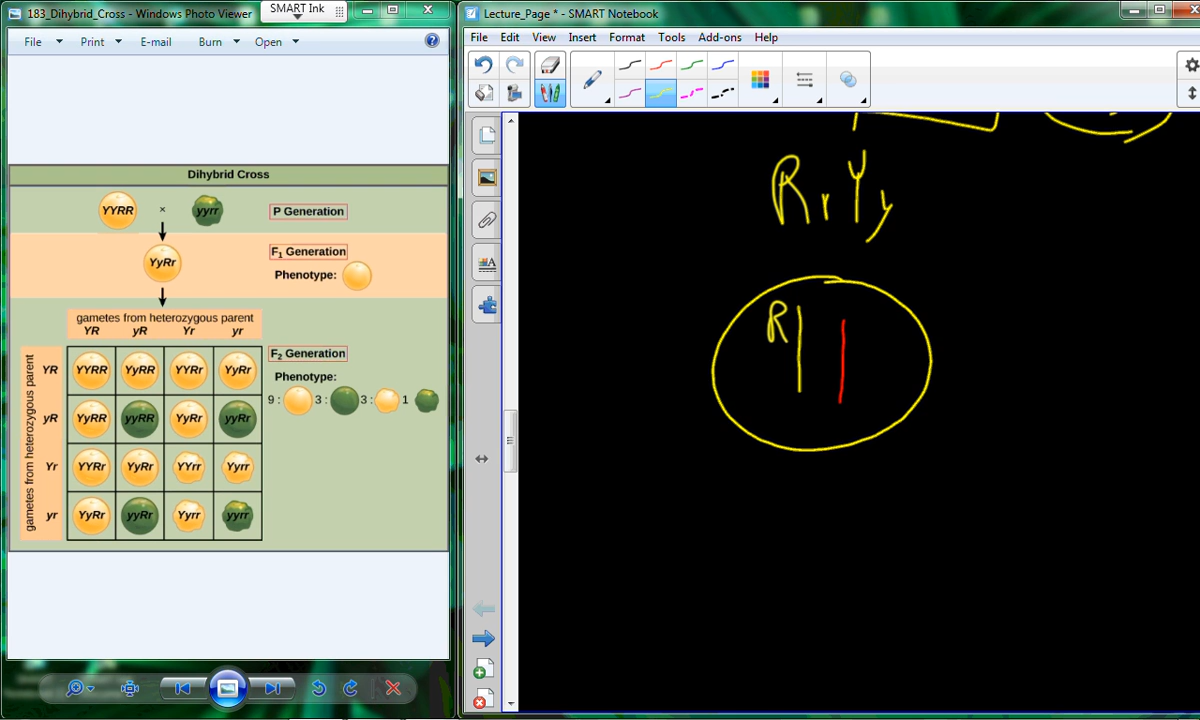 183_Dihybrid_Cross - Windows Photo Viewer
SMART Ink
File Print E-mail Burn Open
Dihybrid Cross
YYRR × yyrr P Generation
F1 Generation
YyRr
Phenotype:
gametes from heterozygous parent
YR yR Yr yr
F2 Generation
Phenotype:
9 : 3 : 3 : 1
gametes from heterozygous parent
YR YYRR YyRR YYRr YyRr
yR YyRR yyRR YyRr yyRr
Yr YYRr YyRr YYrr Yyrr
yr YyRr yyRr Yyrr yyrr
Lecture_Page * - SMART Notebook
File Edit View Insert Format Tools Add-ons Help
RrYy
R